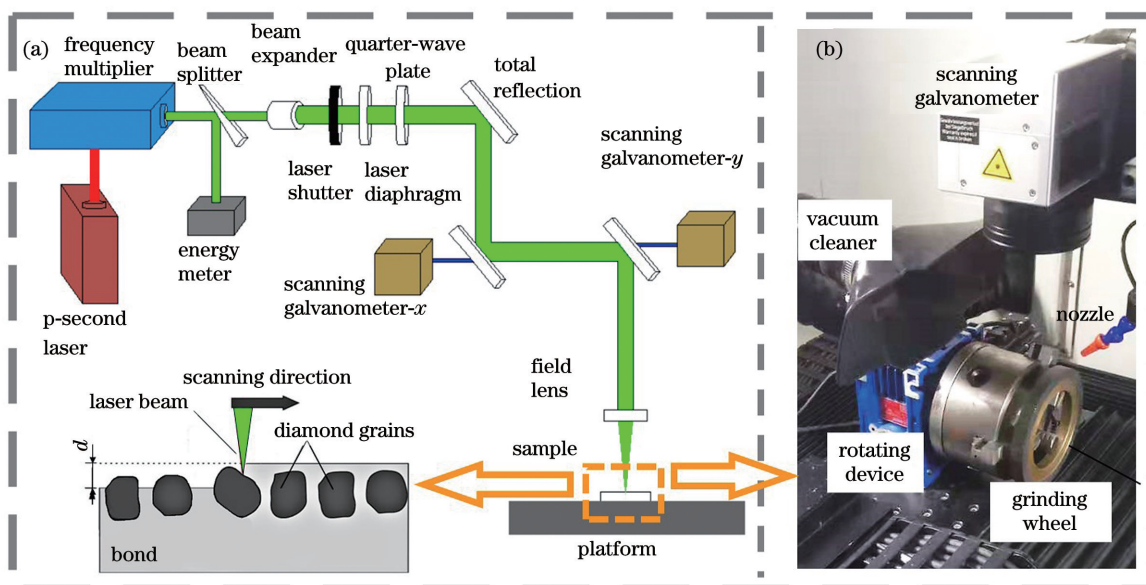 (a)
frequency
multiplier
beam
splitter
beam
expander
quarter-wave
plate
total
reflection
scanning
galvanometer-y
laser
shutter
laser
diaphragm
energy
meter
p-second
laser
scanning
galvanometer-x
field
lens
scanning direction
laser beam
diamond grains
d
bond
sample
platform
(b)
scanning
galvanometer
vacuum
cleaner
nozzle
rotating
device
grinding
wheel